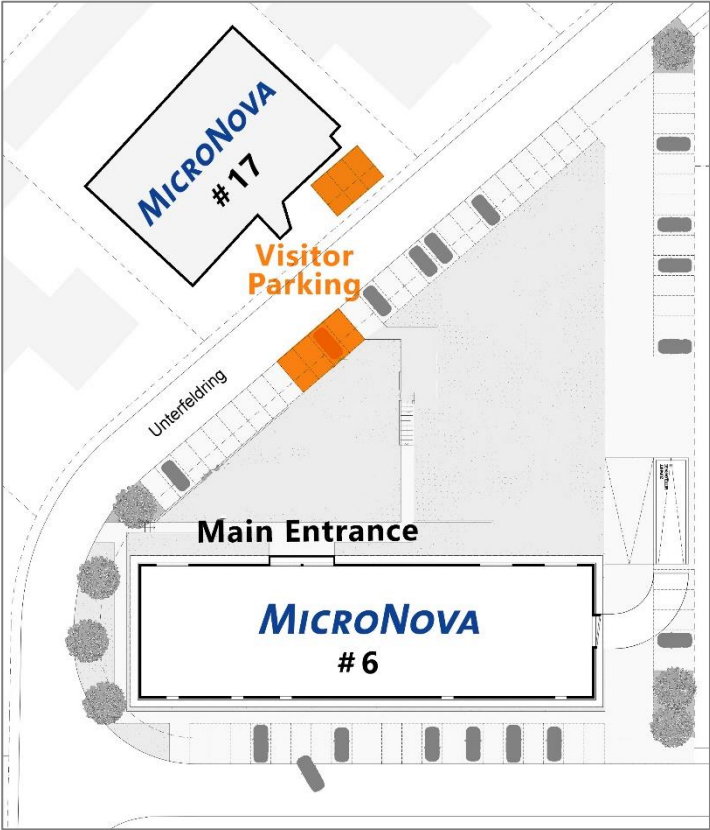 MICRONOVA
# 17
Visitor
Parking
Unterfeldring
Main Entrance
MICRONOVA
# 6